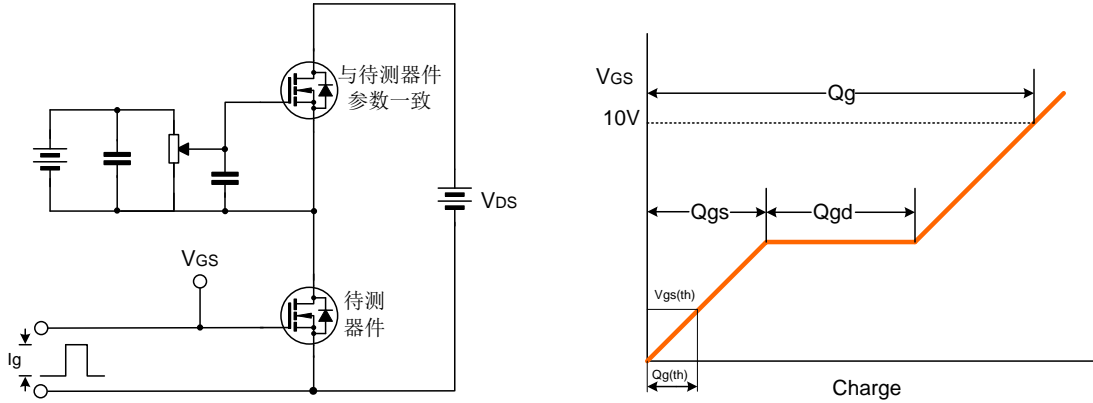 与待测器件
参数一致
VDS
VGS
待测
器件
Ig
VGS
10V
Qg
Qgs
Qgd
Vgs(th)
Qg(th)
Charge